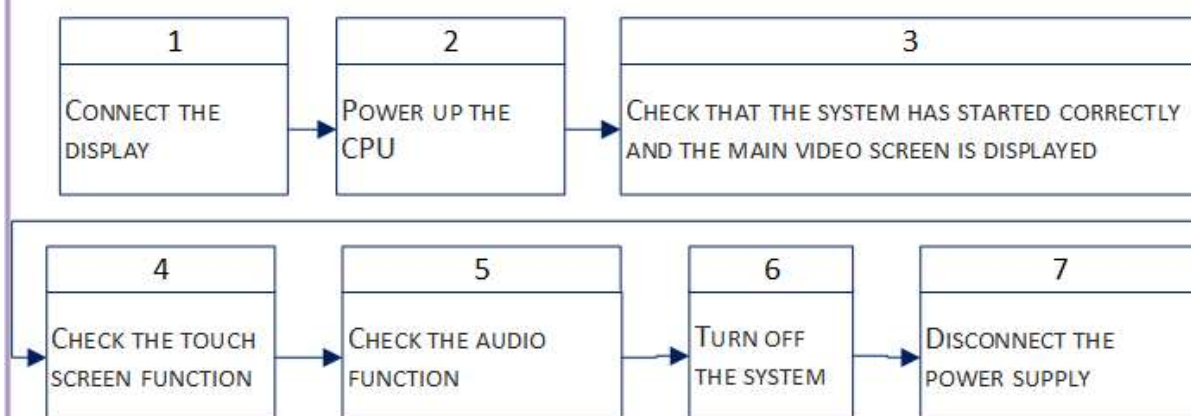 1
CONNECT THE
DISPLAY
2
POWER UP THE
CPU
3
CHECK THAT THE SYSTEM HAS STARTED CORRECTLY
AND THE MAIN VIDEO SCREEN IS DISPLAYED
4
CHECK THE TOUCH
SCREEN FUNCTION
5
CHECK THE AUDIO
FUNCTION
6
TURN OFF
THE SYSTEM
7
DISCONNECT THE
POWER SUPPLY